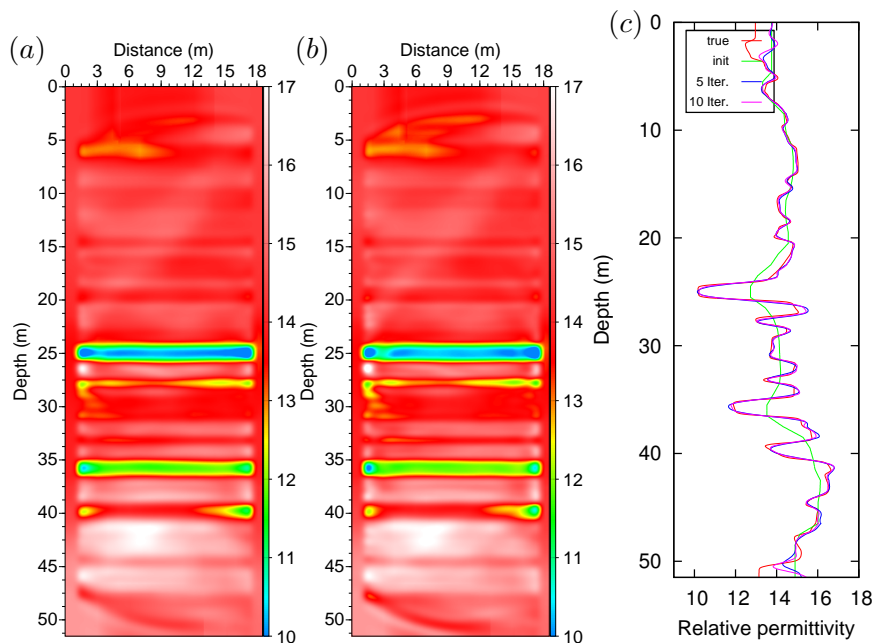 (a)
Distance (m)
0 3 6 9 12 15 18
0
5
10
15
20
25
30
35
40
45
50
Depth (m)
17
16
15
14
13
12
11
10
(b)
Distance (m)
0 3 6 9 12 15 18
0
5
10
15
20
25
30
35
40
45
50
Depth (m)
17
16
15
14
13
12
11
10
(c)
0
10
20
30
40
50
Depth (m)
true
init
5 Iter.
10 Iter.
10 12 14 16 18
Relative permittivity